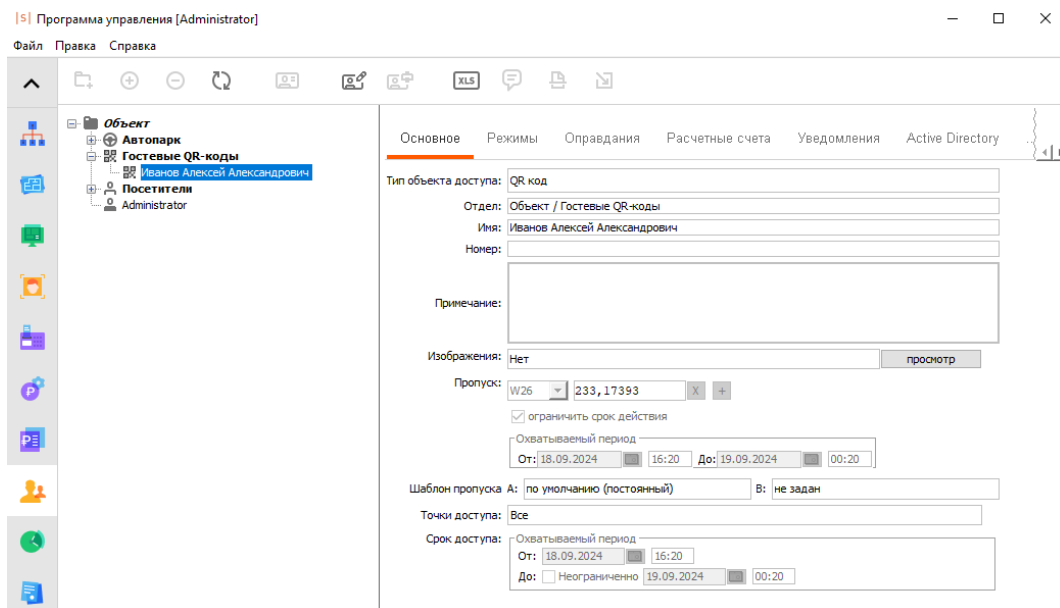 |S| Программа управления [Administrator]
Файл Правка Справка
XLS
Объект
Автопарк
Гостевые QR-коды
Иванов Алексей Александрович
Посетители
Administrator
Основное Режимы Оправдания Расчетные счета Уведомления Active Directory
Тип объекта доступа: QR код
Отдел: Объект / Гостевые QR-коды
Имя: Иванов Алексей Александрович
Номер:
Примечание:
Изображения: Нет просмотр
Пропуск: W26 233,17393 X +
ограничить срок действия
Охватываемый период
От: 18.09.2024 16:20 До: 19.09.2024 00:20
Шаблон пропуска A: по умолчанию (постоянный) B: не задан
Точки доступа: Все
Срок доступа: Охватываемый период
От: 18.09.2024 16:20
До: Неограниченно 19.09.2024 00:20